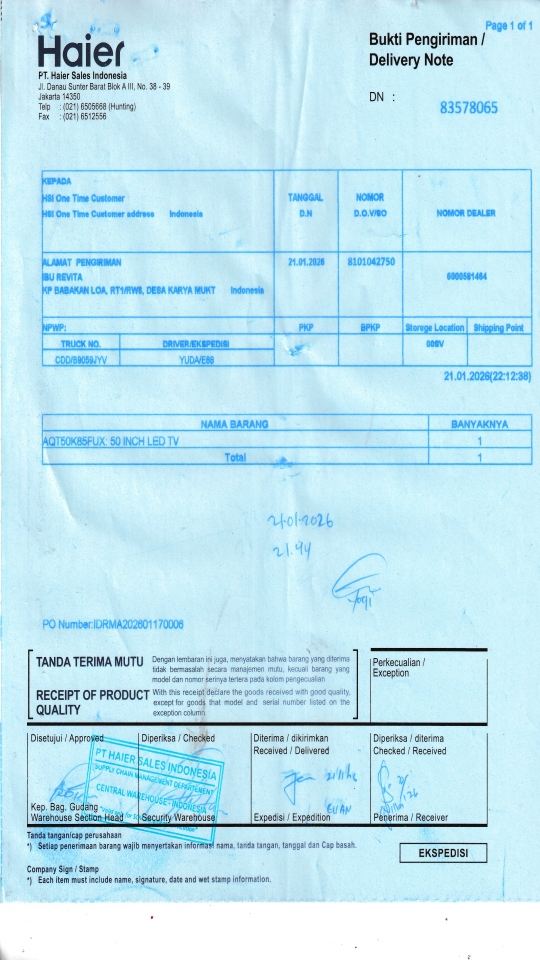 Page 1 of 1
Haier
Bukti Pengiriman /
Delivery Note
PT. Haier Sales Indonesia
Jl. Danau Sunter Barat Blok A III, No. 38 - 39
Jakarta 14350
Telp : (021) 6505668 (Hunting)
Fax : (021) 6512556
DN : 83578065
KEPADA
HSI One Time Customer
HSI One Time Customer address Indonesia
TANGGAL
D.N
NOMOR
D.O.V/SO
NOMOR DEALER
ALAMAT PENGIRIMAN
IBU REVITA
KP BABAKAN LOA, RT1/RW8, DESA KARYA MUKT Indonesia
21.01.2026
8101042750
6000581464
NPWP:
PKP
BPKP
Storege Location
Shipping Point
TRUCK NO.
DRIVER/EKSPEDISI
CDD/B9059JYV
YUDA/E88
21.01.2026(22:12:38)
NAMA BARANG
BANYAKNYA
AQT50K85FUX: 50 INCH LED TV
1
Total
1
21-01-2026
21.44
Yogi
PO Number:IDRMA202601170006
TANDA TERIMA MUTU
Dengan lembaran ini juga, menyatakan bahwa barang yang diterima
tidak bermasalah secara manajemen mutu, kecuali barang yang
model dan nomor serinya tertera pada kolom pengecualian
RECEIPT OF PRODUCT
QUALITY
With this receipt declare the goods received with good quality,
except for goods that model and serial number listed on the
exception column
Perkecualian /
Exception
Disetujui / Approved
Diperiksa / Checked
Diterima / dikirimkan
Received / Delivered
Diperiksa / diterima
Checked / Received
PT HAIER SALES INDONESIA
SUPPLY CHAIN MANAGEMENT DEPARTEMENT
CENTRAL WAREHOUSE - INDONESIA
Kep. Bag. Gudang
Warehouse Section Head
Security Warehouse
Expedisi / Expedition
Penerima / Receiver
Tanda tangan/cap perusahaan
*) Setiap penerimaan barang wajib menyertakan informasi nama, tanda tangan, tanggal dan Cap basah.
EKSPEDISI
Company Sign / Stamp
*) Each item must include name, signature, date and wet stamp information.